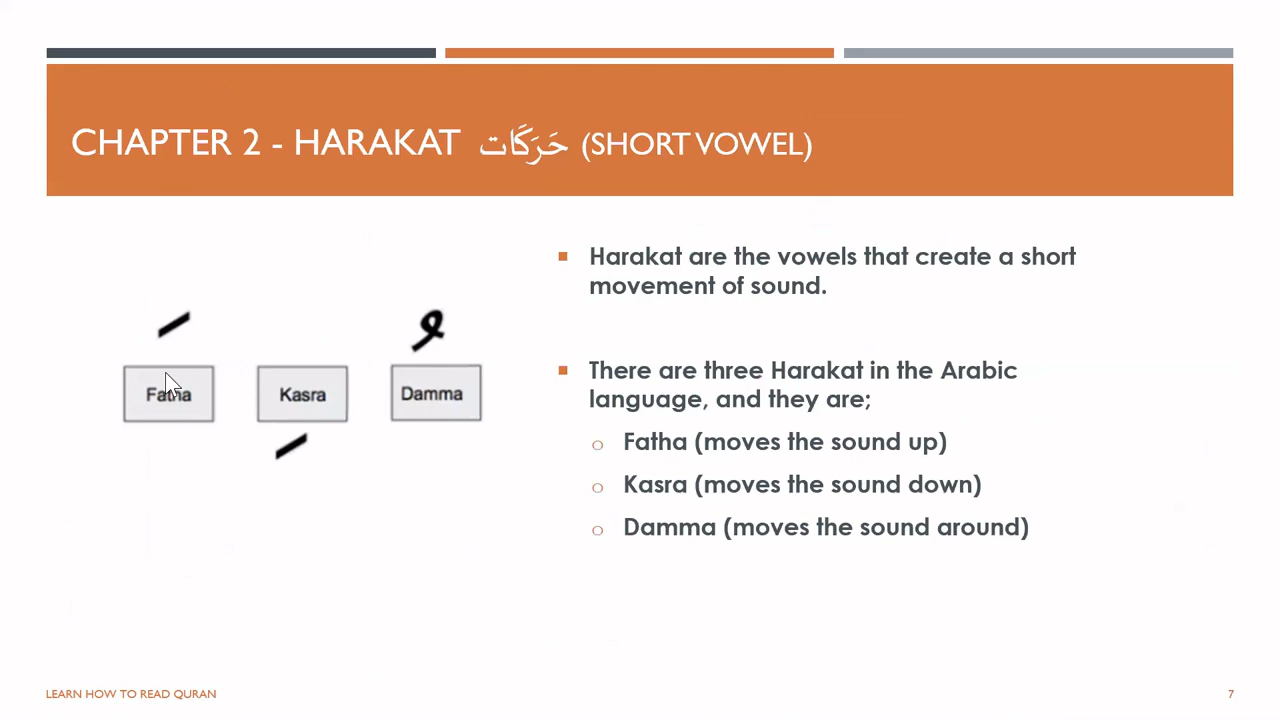 CHAPTER 2 - HARAKAT حَرَكَات (SHORT VOWEL)
Fatha
Kasra
Damma
Harakat are the vowels that create a short
movement of sound.
There are three Harakat in the Arabic
language, and they are;
Fatha (moves the sound up)
Kasra (moves the sound down)
Damma (moves the sound around)
LEARN HOW TO READ QURAN
7